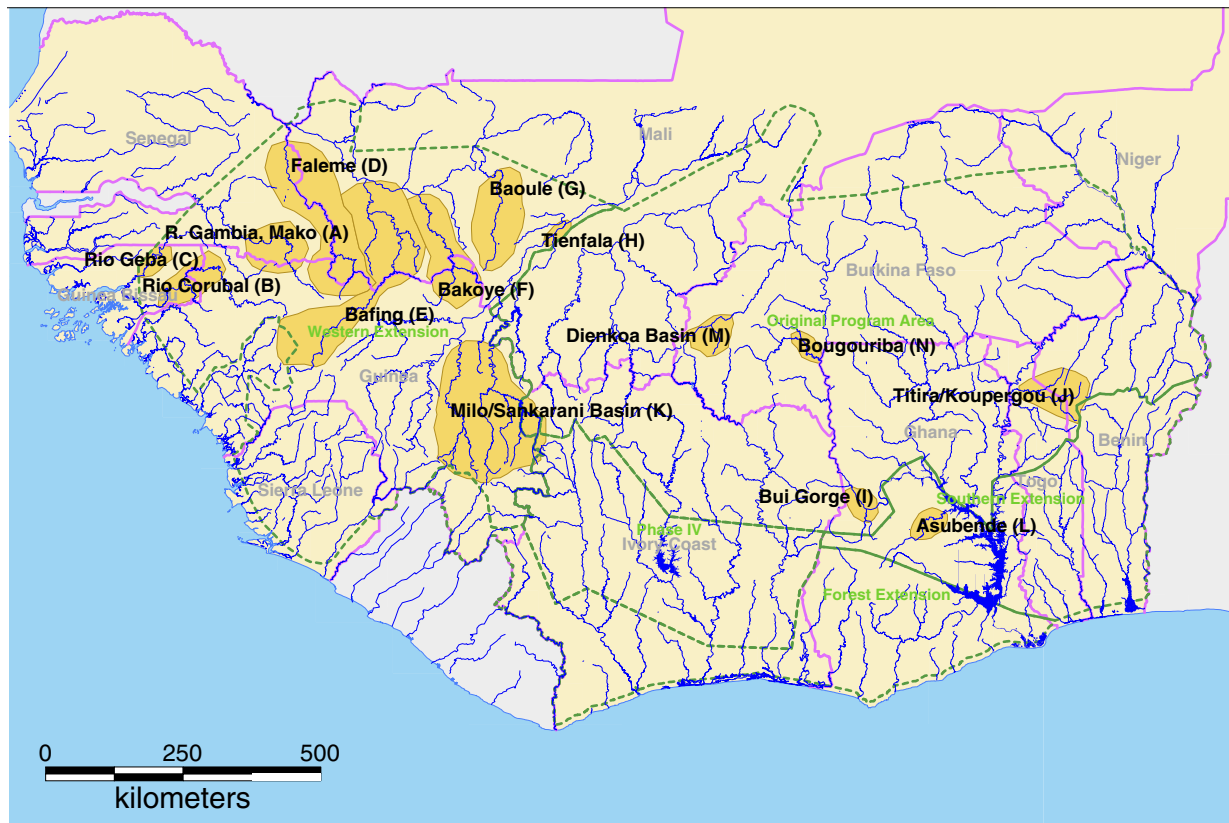 Mali
Senegal
Niger
Faleme (D)
Baoule (G)
R. Gambia, Mako (A)
Tienfala (H)
Rio Geba (C)
Burkina Faso
Rio Corubal (B)
Bakoye (F)
Guinea Bissau
Bafing (E)
Original Program Area
Western Extension
Dienkoa Basin (M)
Bougouriba (N)
Guinea
Titira/Koupergou (J)
Milo/Sankarani Basin (K)
Ghana
Benin
Togo
Sierra Leone
Bui Gorge (I)
Southern Extension
Asubende (L)
Phase IV
Ivory Coast
Forest Extension
0 250 500
kilometers